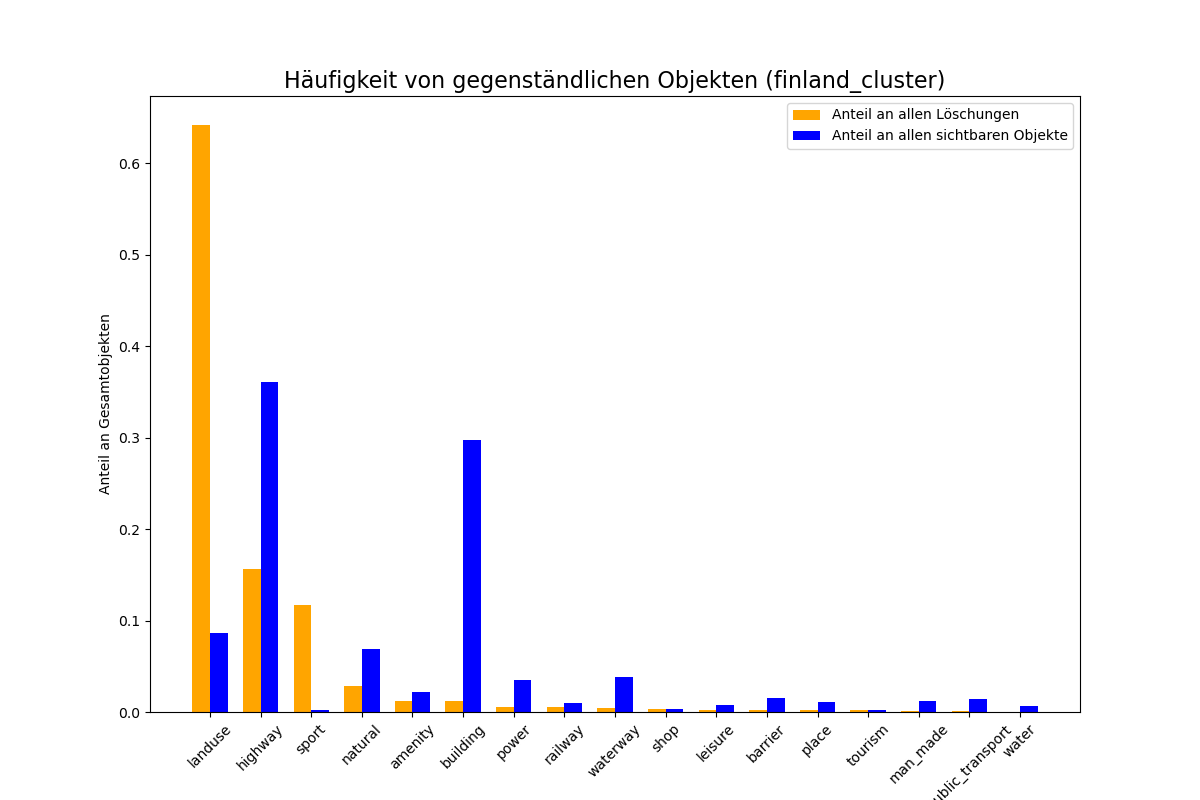 Häufigkeit von gegenständlichen Objekten (finland_cluster)
Anteil an allen Löschungen
Anteil an allen sichtbaren Objekte
Anteil an Gesamtobjekten
0.6
0.5
0.4
0.3
0.2
0.1
0.0
landuse
highway
sport
natural
amenity
building
power
railway
waterway
shop
leisure
barrier
place
tourism
man_made
ublic_transport
water